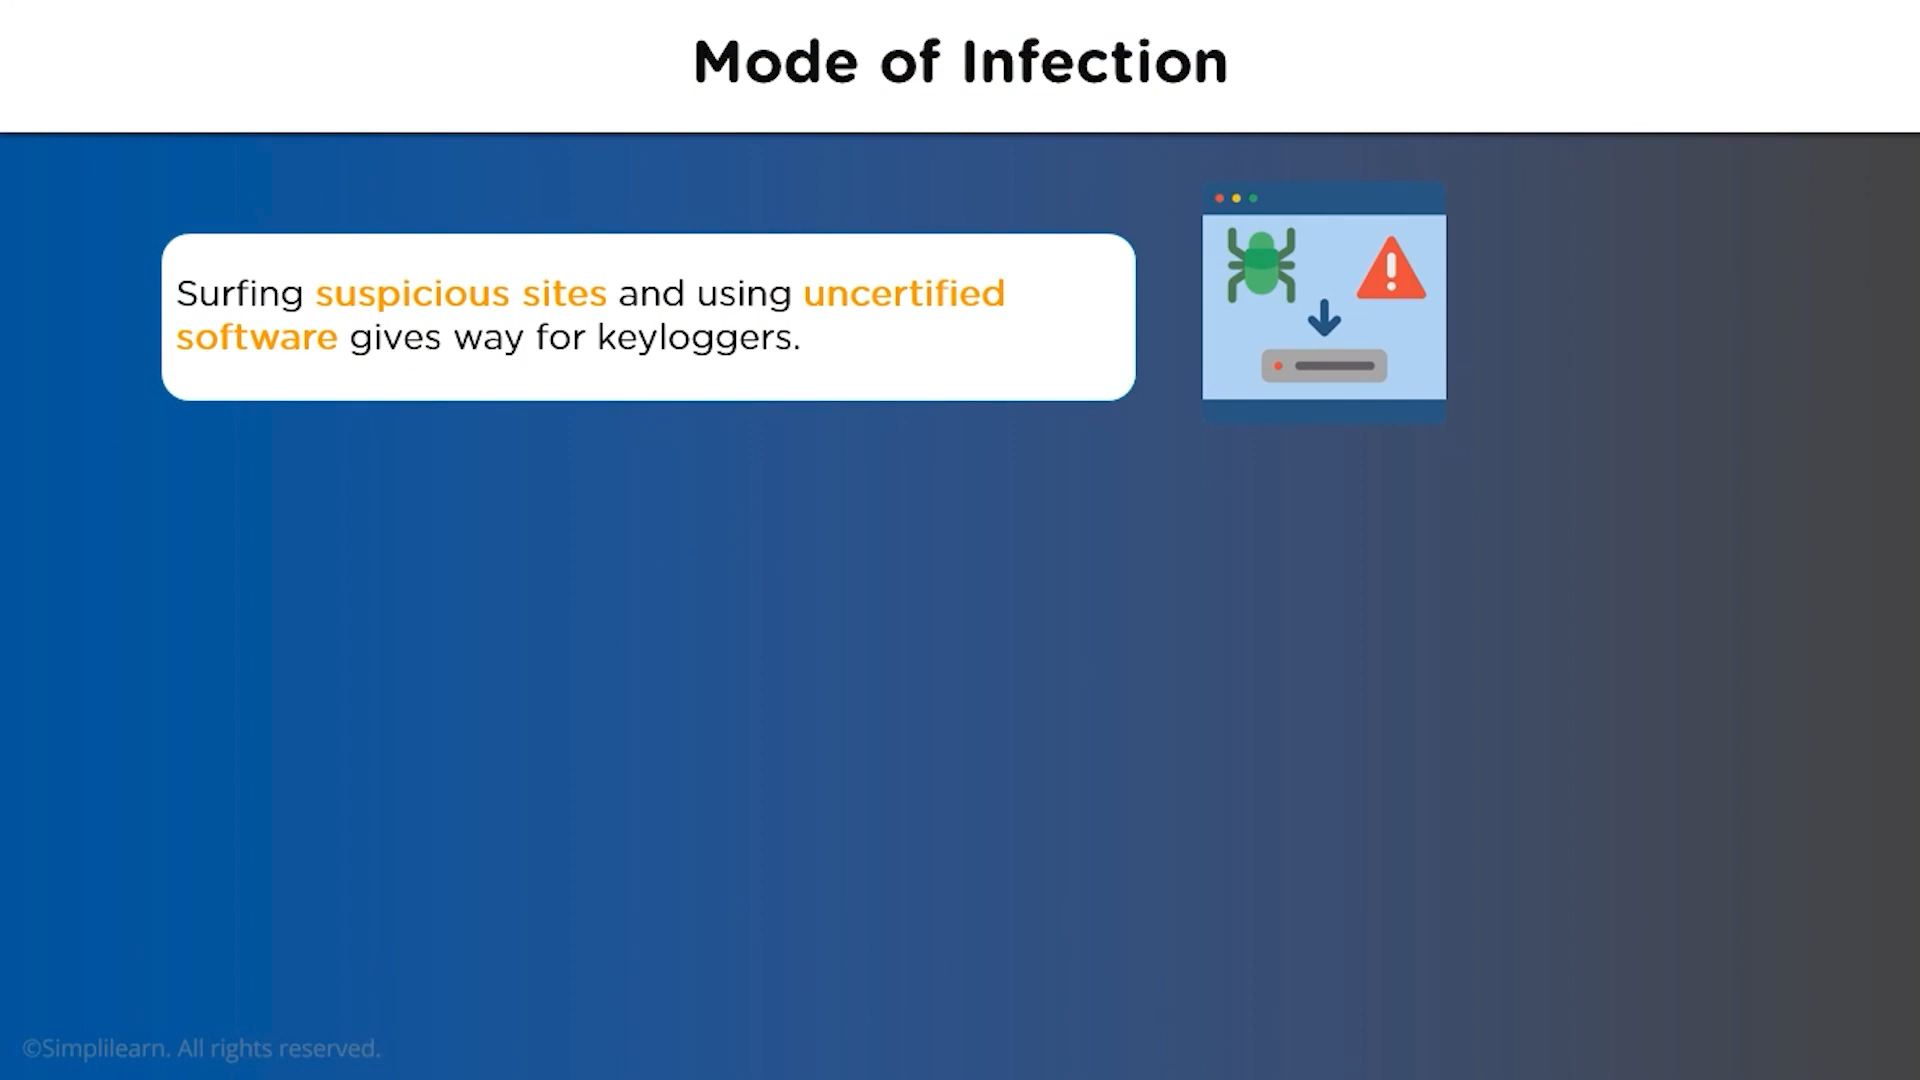 Mode of Infection
Surfing suspicious sites and using uncertified
software gives way for keyloggers.
©Simplilearn. All rights reserved.